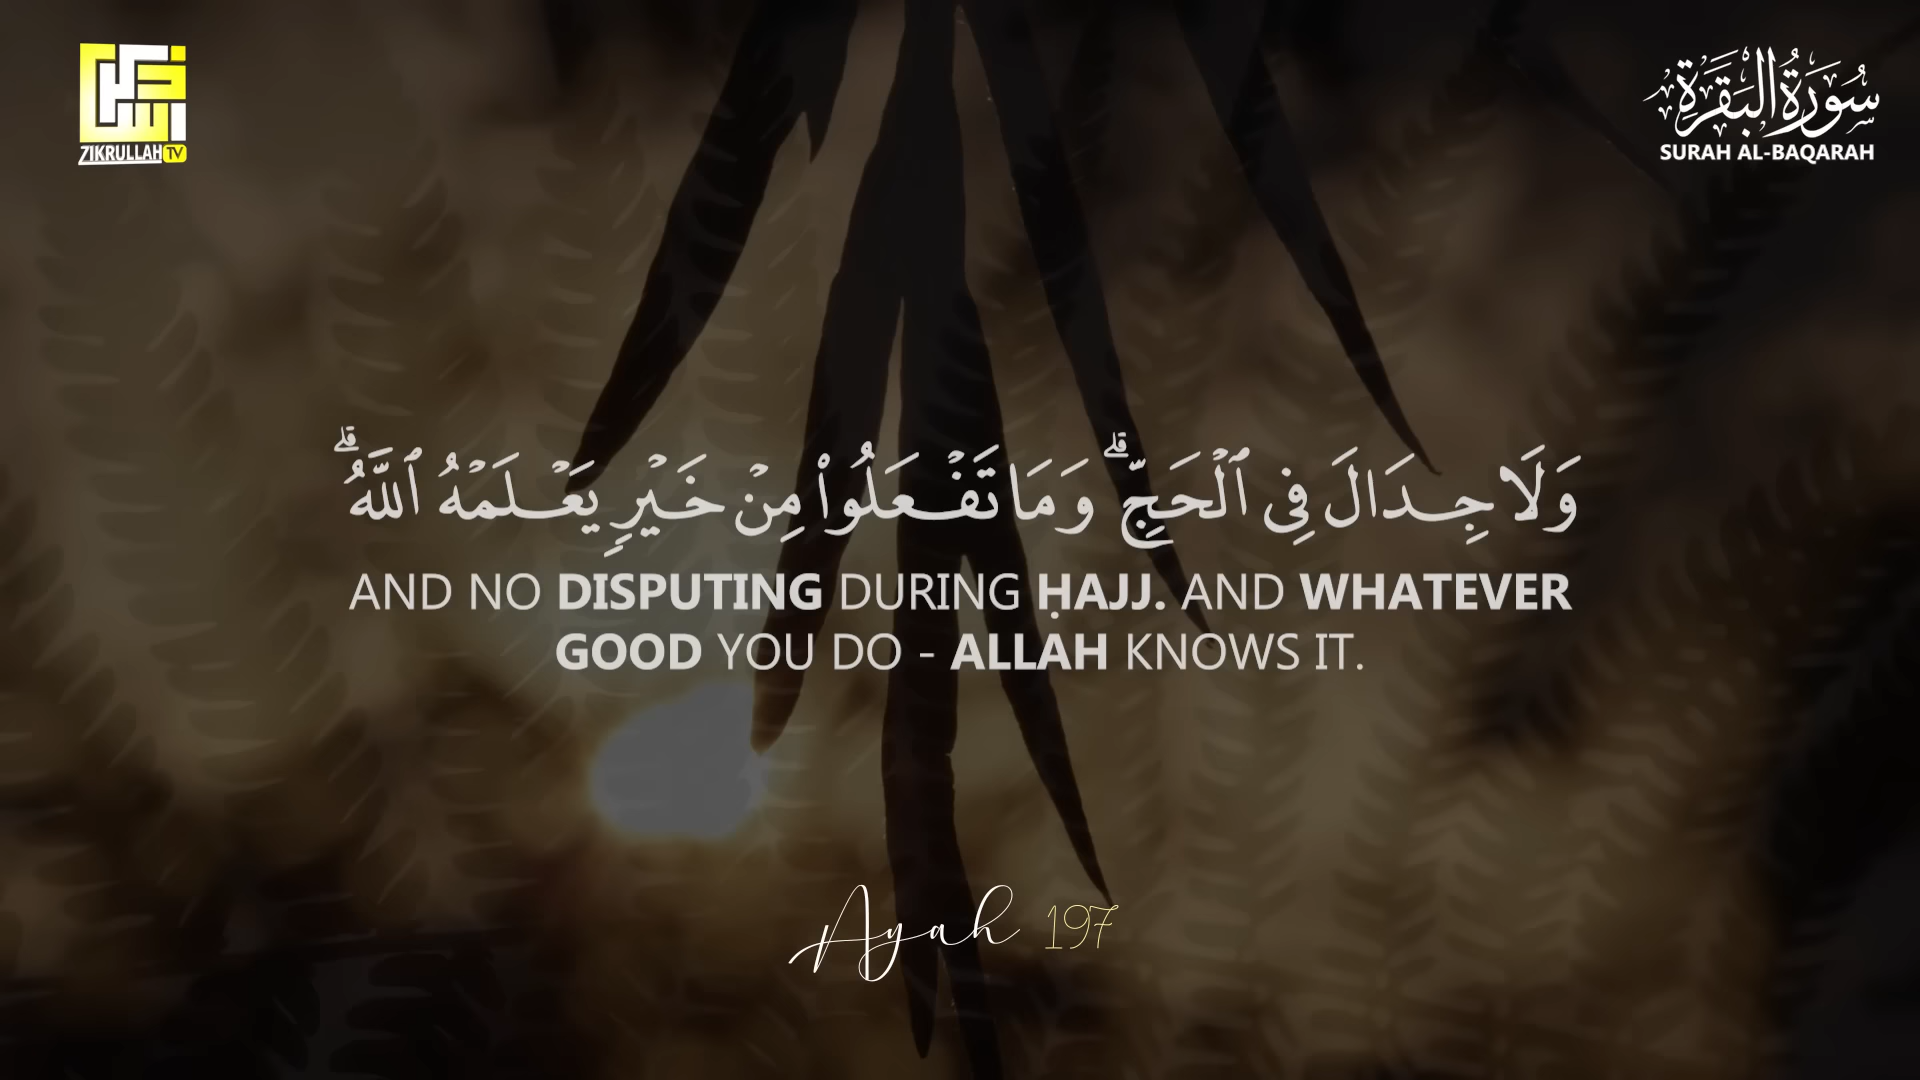 ZIKRULLAH TV
سُورَةُ الْبَقَرَةِ
SURAH AL-BAQARAH
وَلَا جِدَالَ فِى ٱلْحَجِّ ۗ وَمَا تَفْعَلُوا۟ مِنْ خَيْرٍ يَعْلَمْهُ ٱللَّهُ ۗ
AND NO DISPUTING DURING ḤAJJ. AND WHATEVER
GOOD YOU DO - ALLAH KNOWS IT.
Ayah 197